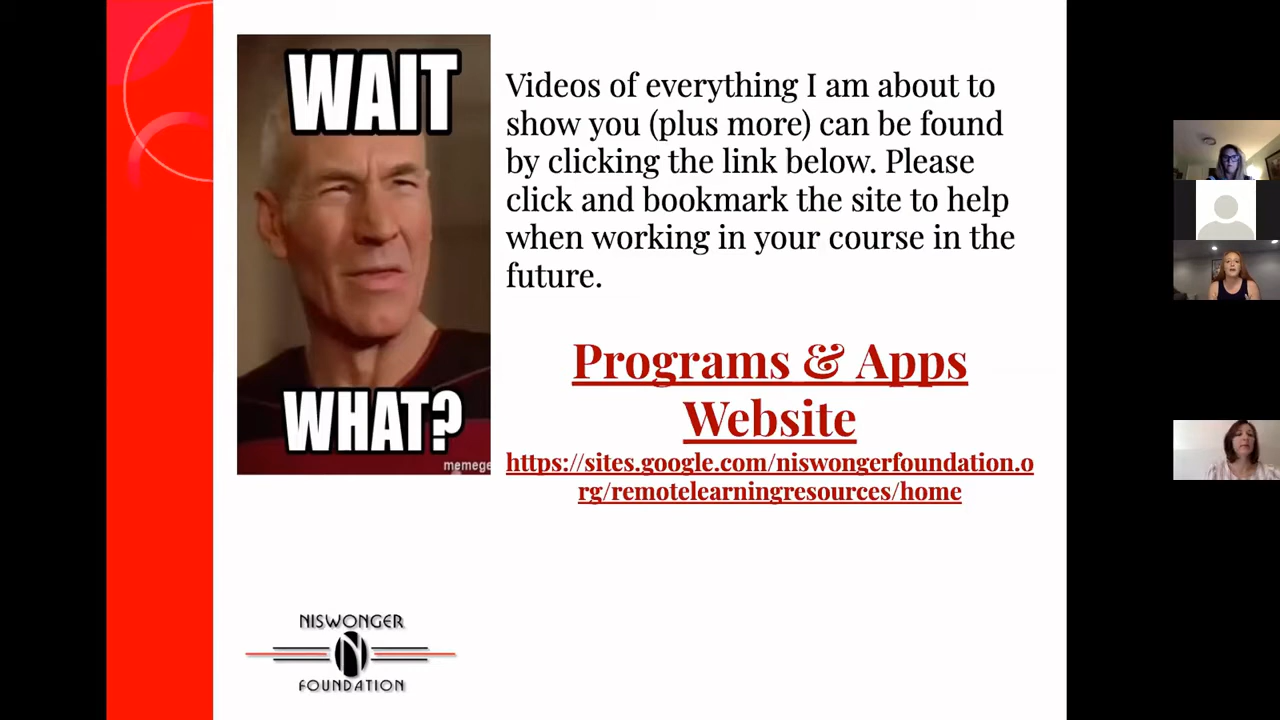 WAIT
WHAT?
memege
Videos of everything I am about to
show you (plus more) can be found
by clicking the link below. Please
click and bookmark the site to help
when working in your course in the
future.
Programs & Apps
Website
https://sites.google.com/niswongerfoundation.o
rg/remotelearningresources/home
NISWONGER
N
FOUNDATION